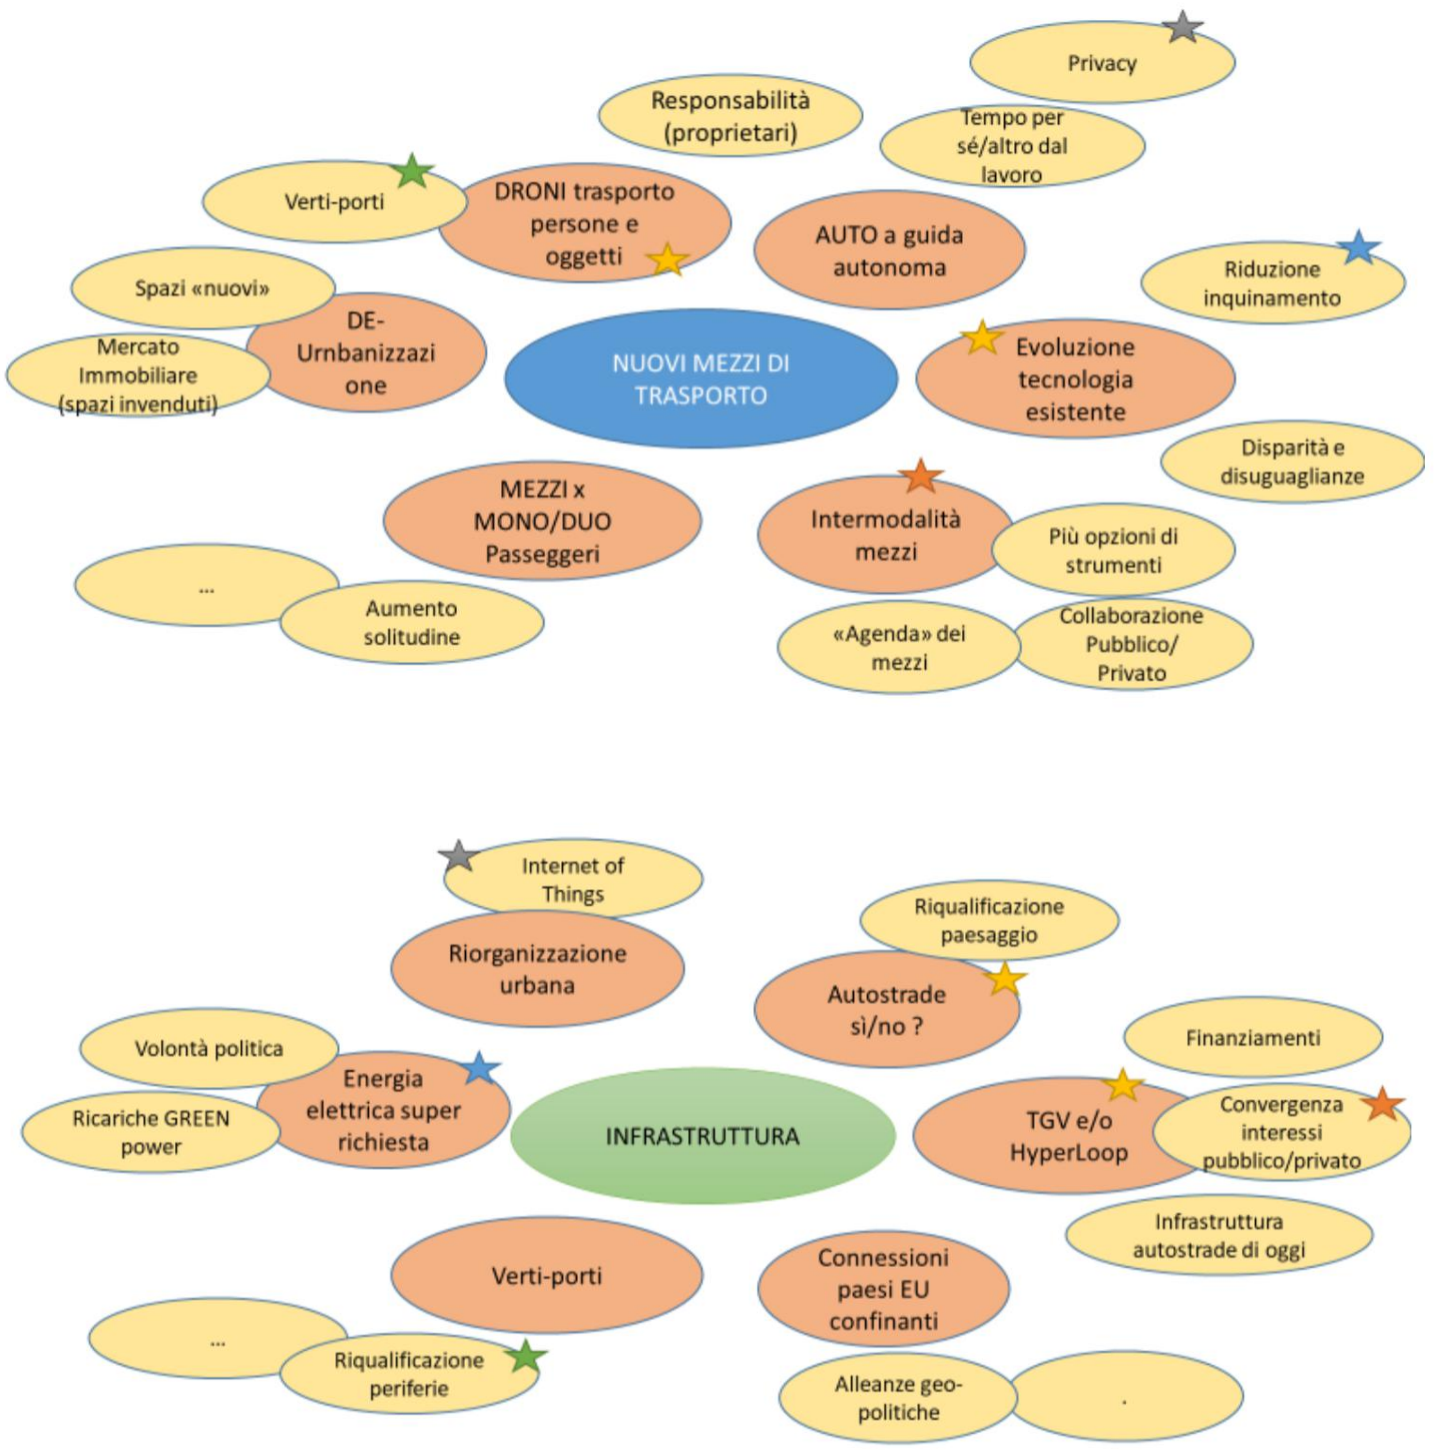 Privacy
Responsabilità
(proprietari)
Tempo per
sé/altro dal
lavoro
Verti-porti
DRONI trasporto
persone e
oggetti
AUTO a guida
autonoma
Riduzione
inquinamento
Spazi «nuovi»
DE-
Urnbanizzazi
one
Mercato
Immobiliare
(spazi invenduti)
NUOVI MEZZI DI
TRASPORTO
Evoluzione
tecnologia
esistente
Disparità e
disuguaglianze
MEZZI x
MONO/DUO
Passeggeri
Intermodalità
mezzi
Più opzioni di
strumenti
...
Aumento
solitudine
«Agenda» dei
mezzi
Collaborazione
Pubblico/
Privato
Internet of
Things
Riorganizzazione
urbana
Riqualificazione
paesaggio
Autostrade
sì/no ?
Volontà politica
Energia
elettrica super
richiesta
Ricariche GREEN
power
INFRASTRUTTURA
Finanziamenti
TGV e/o
HyperLoop
Convergenza
interessi
pubblico/privato
Infrastruttura
autostrade di oggi
Verti-porti
Connessioni
paesi EU
confinanti
...
Riqualificazione
periferie
Alleanze geo-
politiche
.